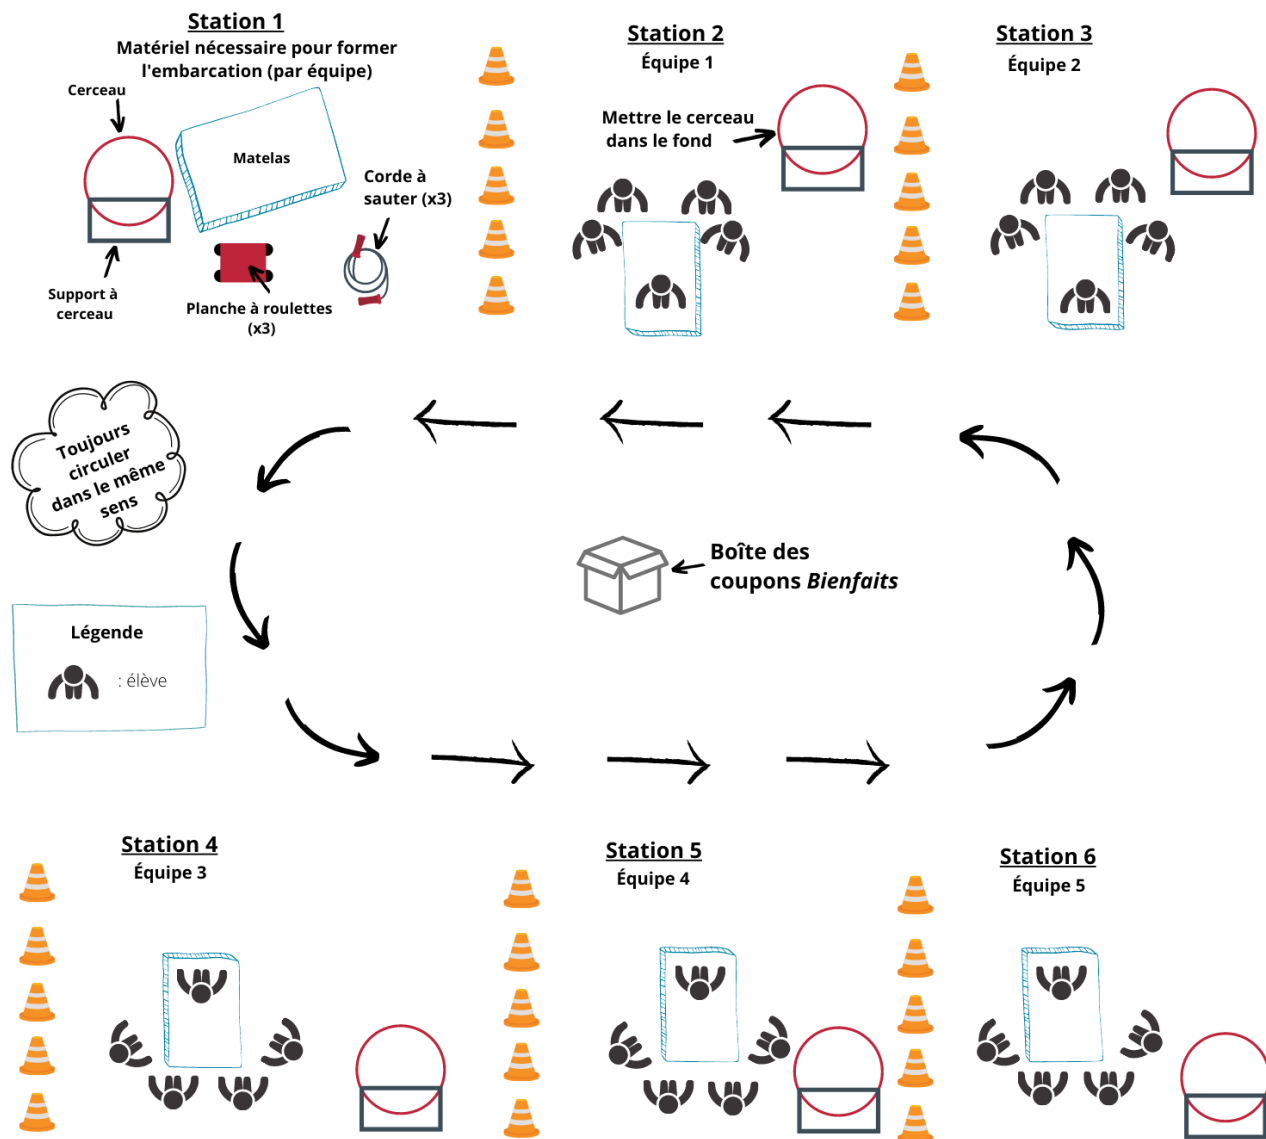 Station 1
Matériel nécessaire pour former
l'embarcation (par équipe)
Cerceau
Matelas
Corde à
sauter (x3)
Support à
cerceau
Planche à roulettes
(x3)
Station 2
Équipe 1
Mettre le cerceau
dans le fond
Station 3
Équipe 2
Toujours
circuler
dans le même
sens
Boîte des
coupons Bienfaits
Légende
: élève
Station 4
Équipe 3
Station 5
Équipe 4
Station 6
Équipe 5